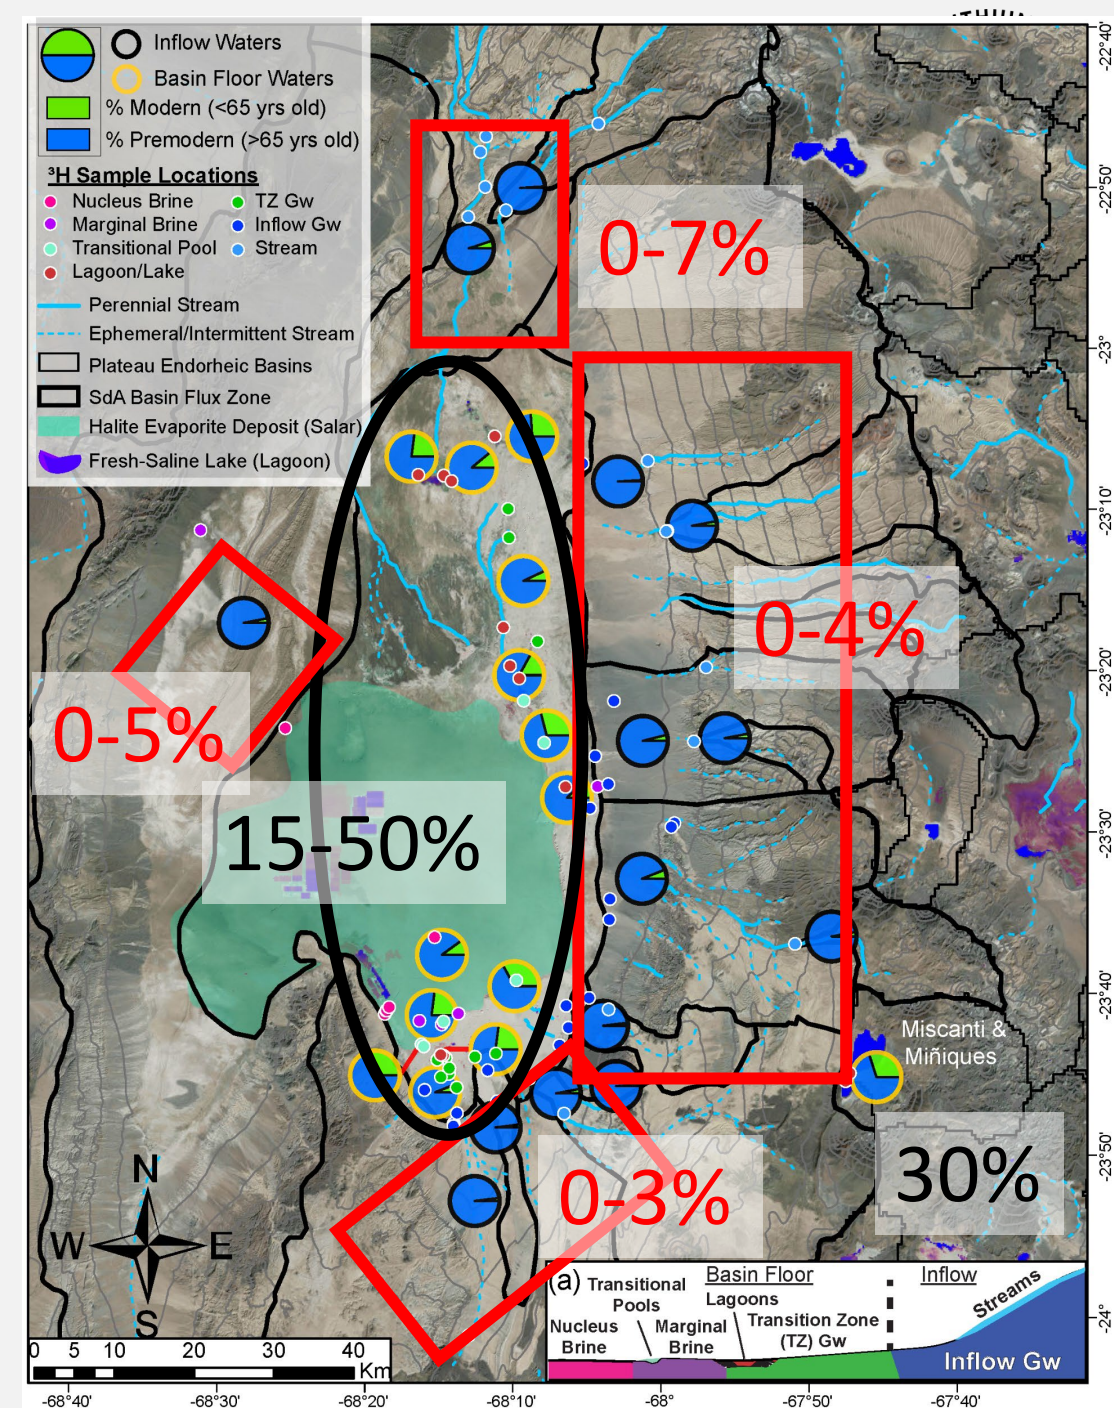 Inflow Waters
Basin Floor Waters
% Modern (<65 yrs old)
% Premodern (>65 yrs old)
³H Sample Locations
Nucleus Brine
TZ Gw
Marginal Brine
Inflow Gw
Transitional Pool
Stream
Lagoon/Lake
Perennial Stream
Ephemeral/Intermittent Stream
Plateau Endorheic Basins
SdA Basin Flux Zone
Halite Evaporite Deposit (Salar)
Fresh-Saline Lake (Lagoon)
0-7%
0-4%
0-5%
15-50%
Miscanti &
Miñiques
30%
0-3%
N
W
E
S
0 5 10 20 30 40
Km
(a)
Transitional
Pools
Basin Floor
Inflow
Lagoons
Streams
Nucleus
Brine
Marginal
Brine
Transition Zone
(TZ) Gw
Inflow Gw
-22°40'
-22°50'
-23°
-23°10'
-23°20'
-23°30'
-23°40'
-23°50'
-24°
-68°40'
-68°30'
-68°20'
-68°10'
-68°
-67°50'
-67°40'